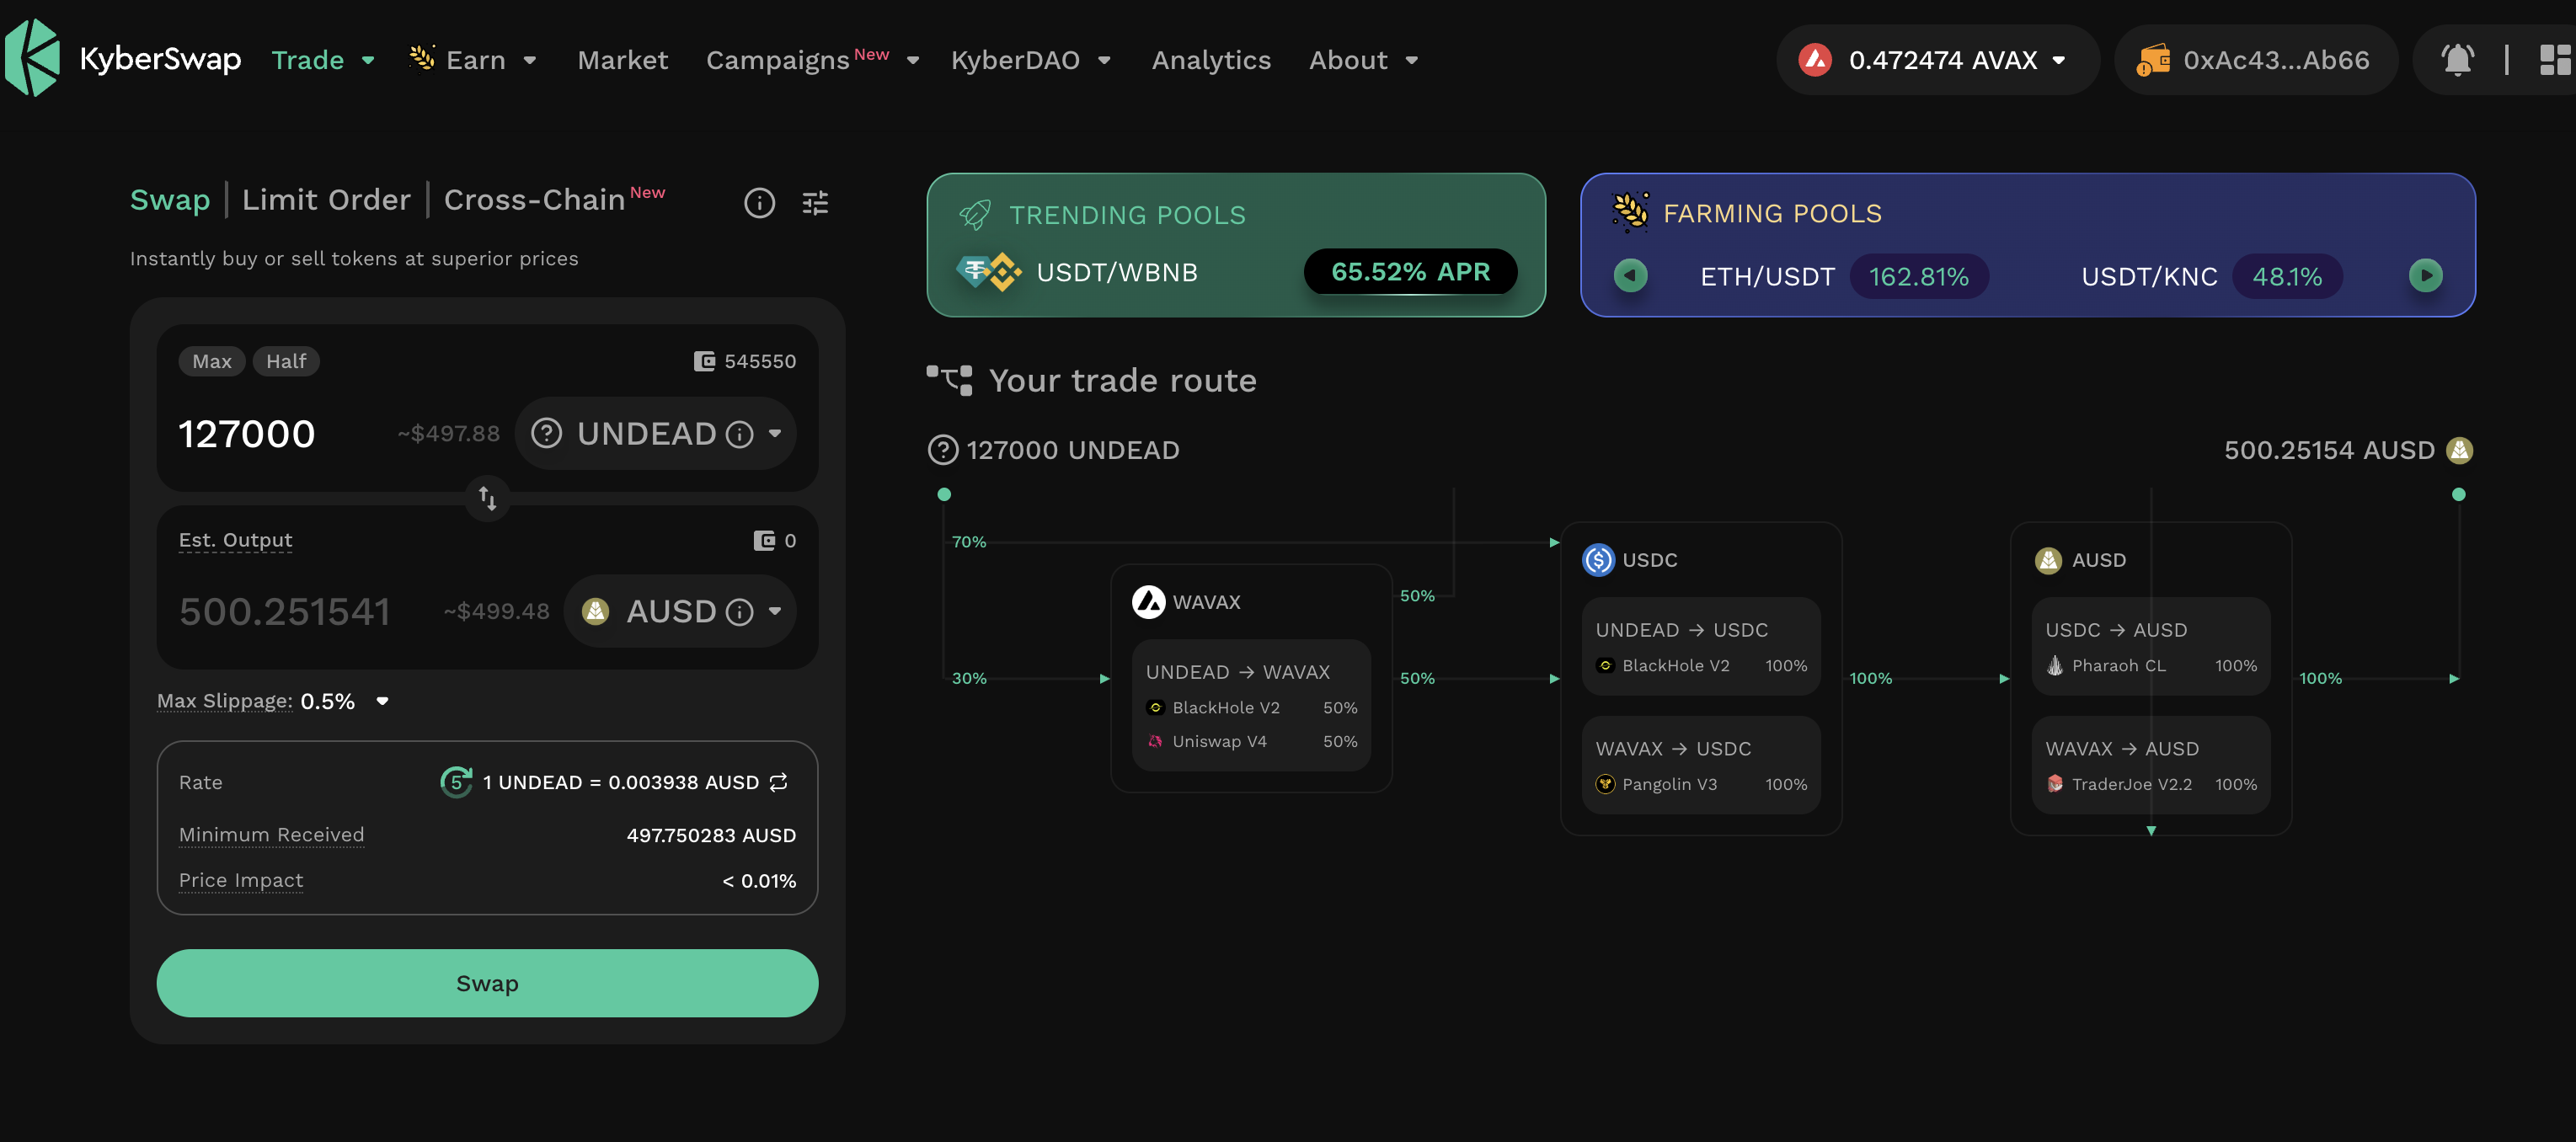 KyberSwap Trade Earn Market Campaigns New KyberDAO Analytics About 0.472474 AVAX 0xAc43...Ab66
Swap | Limit Order | Cross-Chain New
Instantly buy or sell tokens at superior prices
Max Half 545550
127000 ~$497.88 UNDEAD
Est. Output 0
500.251541 ~$499.48 AUSD
Max Slippage: 0.5%
Rate 5 1 UNDEAD = 0.003938 AUSD
Minimum Received 497.750283 AUSD
Price Impact < 0.01%
Swap
TRENDING POOLS
USDT/WBNB 65.52% APR
FARMING POOLS
ETH/USDT 162.81% USDT/KNC 48.1%
Your trade route
127000 UNDEAD 500.25154 AUSD
70%
30%
WAVAX
UNDEAD → WAVAX
BlackHole V2 50%
Uniswap V4 50%
50%
50%
USDC
UNDEAD → USDC
BlackHole V2 100%
WAVAX → USDC
Pangolin V3 100%
100%
AUSD
USDC → AUSD
Pharaoh CL 100%
WAVAX → AUSD
TraderJoe V2.2 100%
100%